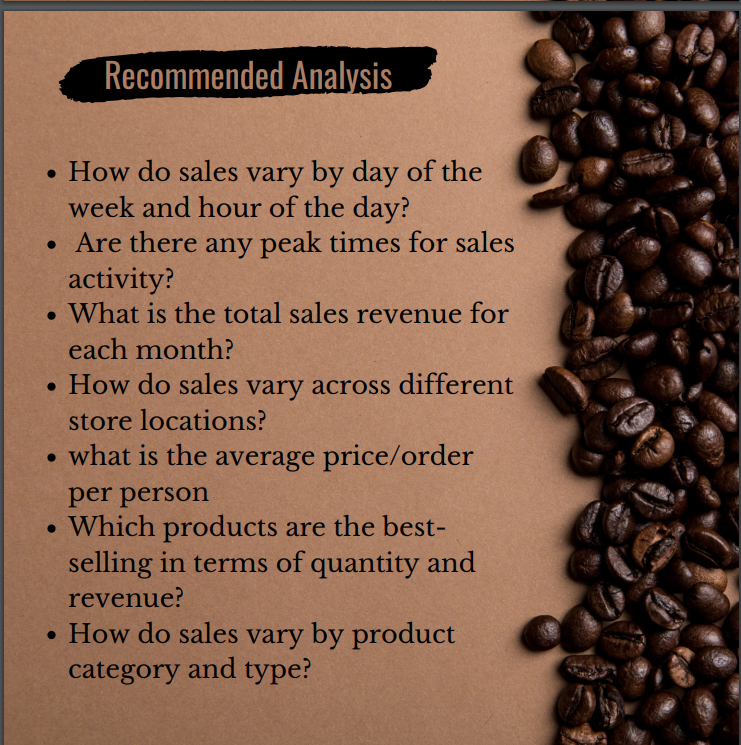 Recommended Analysis
• How do sales vary by day of the
week and hour of the day?
• Are there any peak times for sales
activity?
• What is the total sales revenue for
each month?
• How do sales vary across different
store locations?
• what is the average price/order
per person
• Which products are the best-
selling in terms of quantity and
revenue?
• How do sales vary by product
category and type?